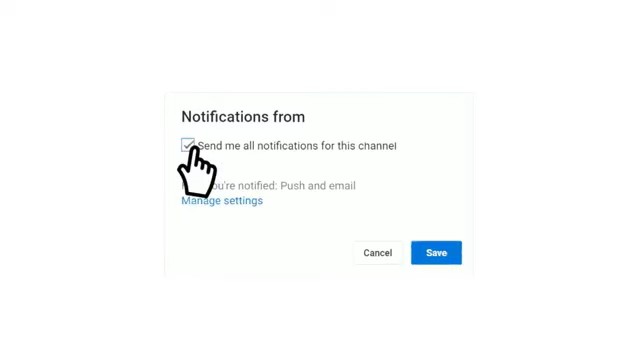 Notifications from
Send me all notifications for this channel
you're notified: Push and email
Manage settings
Cancel
Save